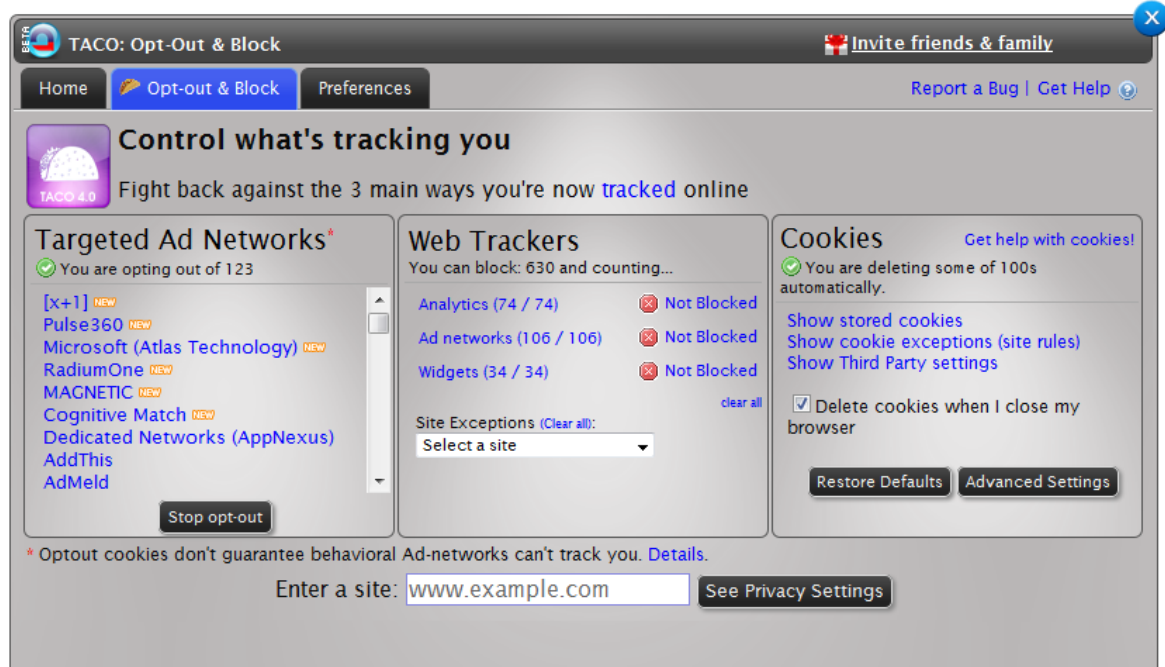 BETA
TACO: Opt-Out & Block
Invite friends & family
Home
Opt-out & Block
Preferences
Report a Bug | Get Help
Control what's tracking you
TACO 4.0
Fight back against the 3 main ways you're now tracked online
Targeted Ad Networks*
You are opting out of 123
[x+1] NEW
Pulse360 NEW
Microsoft (Atlas Technology) NEW
RadiumOne NEW
MAGNETIC NEW
Cognitive Match NEW
Dedicated Networks (AppNexus)
AddThis
AdMeld
Stop opt-out
Web Trackers
You can block: 630 and counting...
Analytics (74 / 74) Not Blocked
Ad networks (106 / 106) Not Blocked
Widgets (34 / 34) Not Blocked
clear all
Site Exceptions (Clear all):
Select a site
Cookies Get help with cookies!
You are deleting some of 100s
automatically.
Show stored cookies
Show cookie exceptions (site rules)
Show Third Party settings
Delete cookies when I close my
browser
Restore Defaults Advanced Settings
* Optout cookies don't guarantee behavioral Ad-networks can't track you. Details.
Enter a site: www.example.com See Privacy Settings